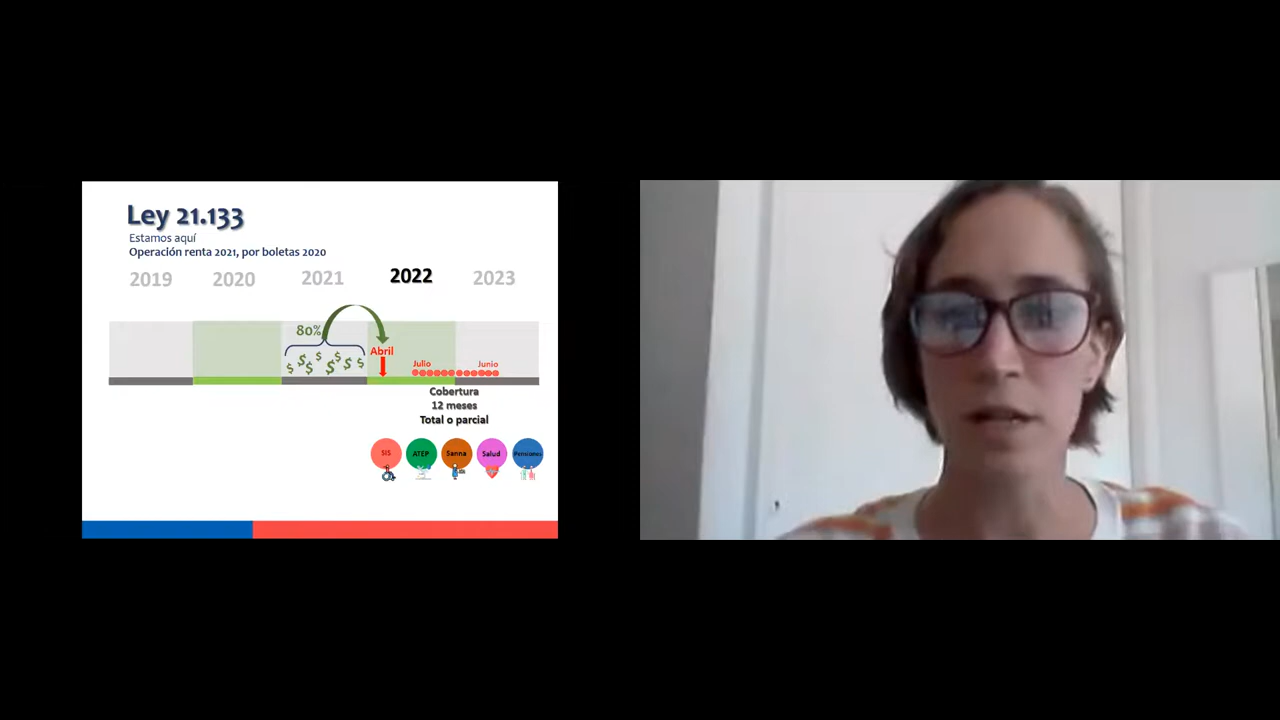 Ley 21.133
Estamos aquí
Operación renta 2021, por boletas 2020
2019 2020 2021 2022 2023
80%
$ $ $ $ $ $ $ $
Abril
Julio Junio
Cobertura
12 meses
Total o parcial
SIS ATEP Sanna Salud Pensiones